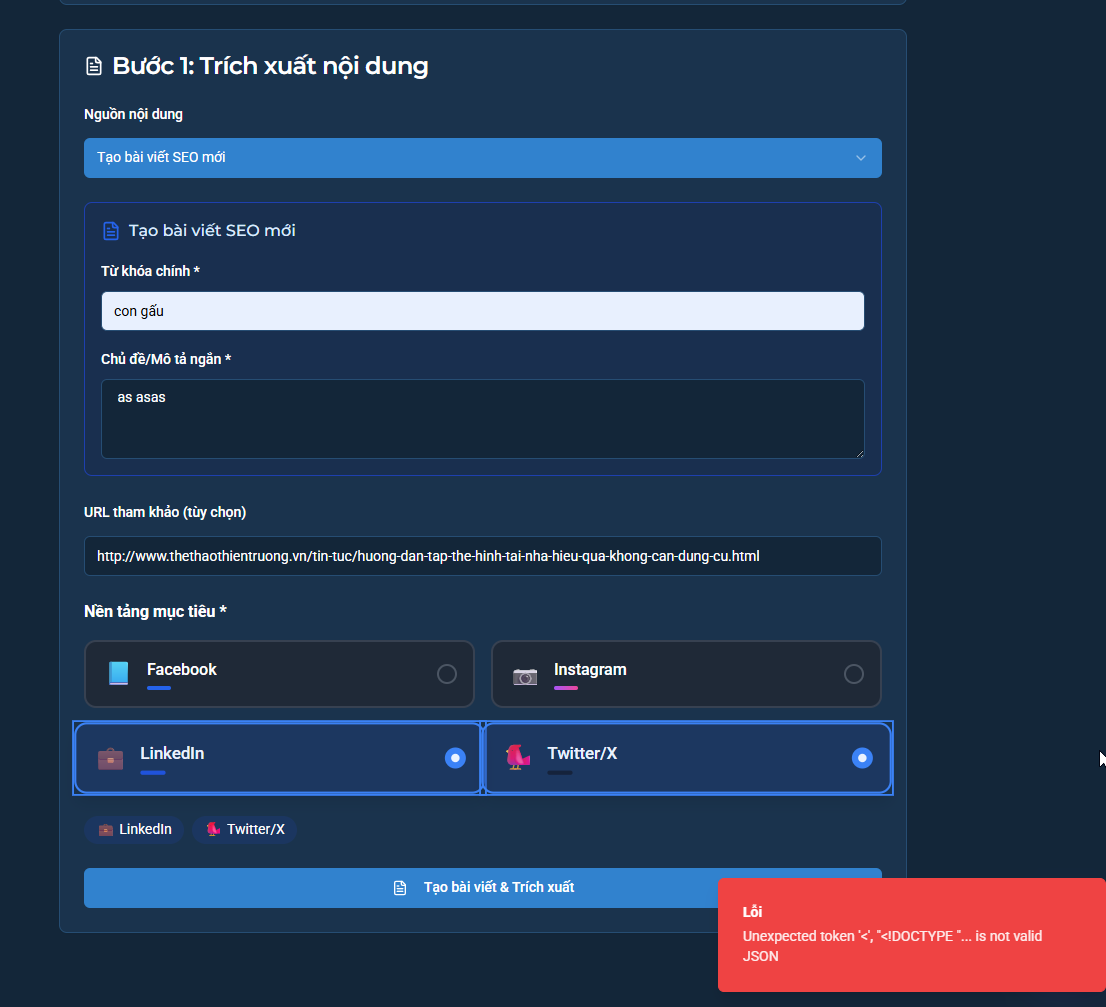 Bước 1: Trích xuất nội dung
Nguồn nội dung
Tạo bài viết SEO mới
Tạo bài viết SEO mới
Từ khóa chính *
con gấu
Chủ đề/Mô tả ngắn *
as asas
URL tham khảo (tùy chọn)
http://www.thethaothientruong.vn/tin-tuc/huong-dan-tap-the-hinh-tai-nha-hieu-qua-khong-can-dung-cu.html
Nền tảng mục tiêu *
Facebook
Instagram
LinkedIn
Twitter/X
LinkedIn
Twitter/X
Tạo bài viết & Trích xuất
Lỗi
Unexpected token '<', "<!DOCTYPE "... is not valid
JSON